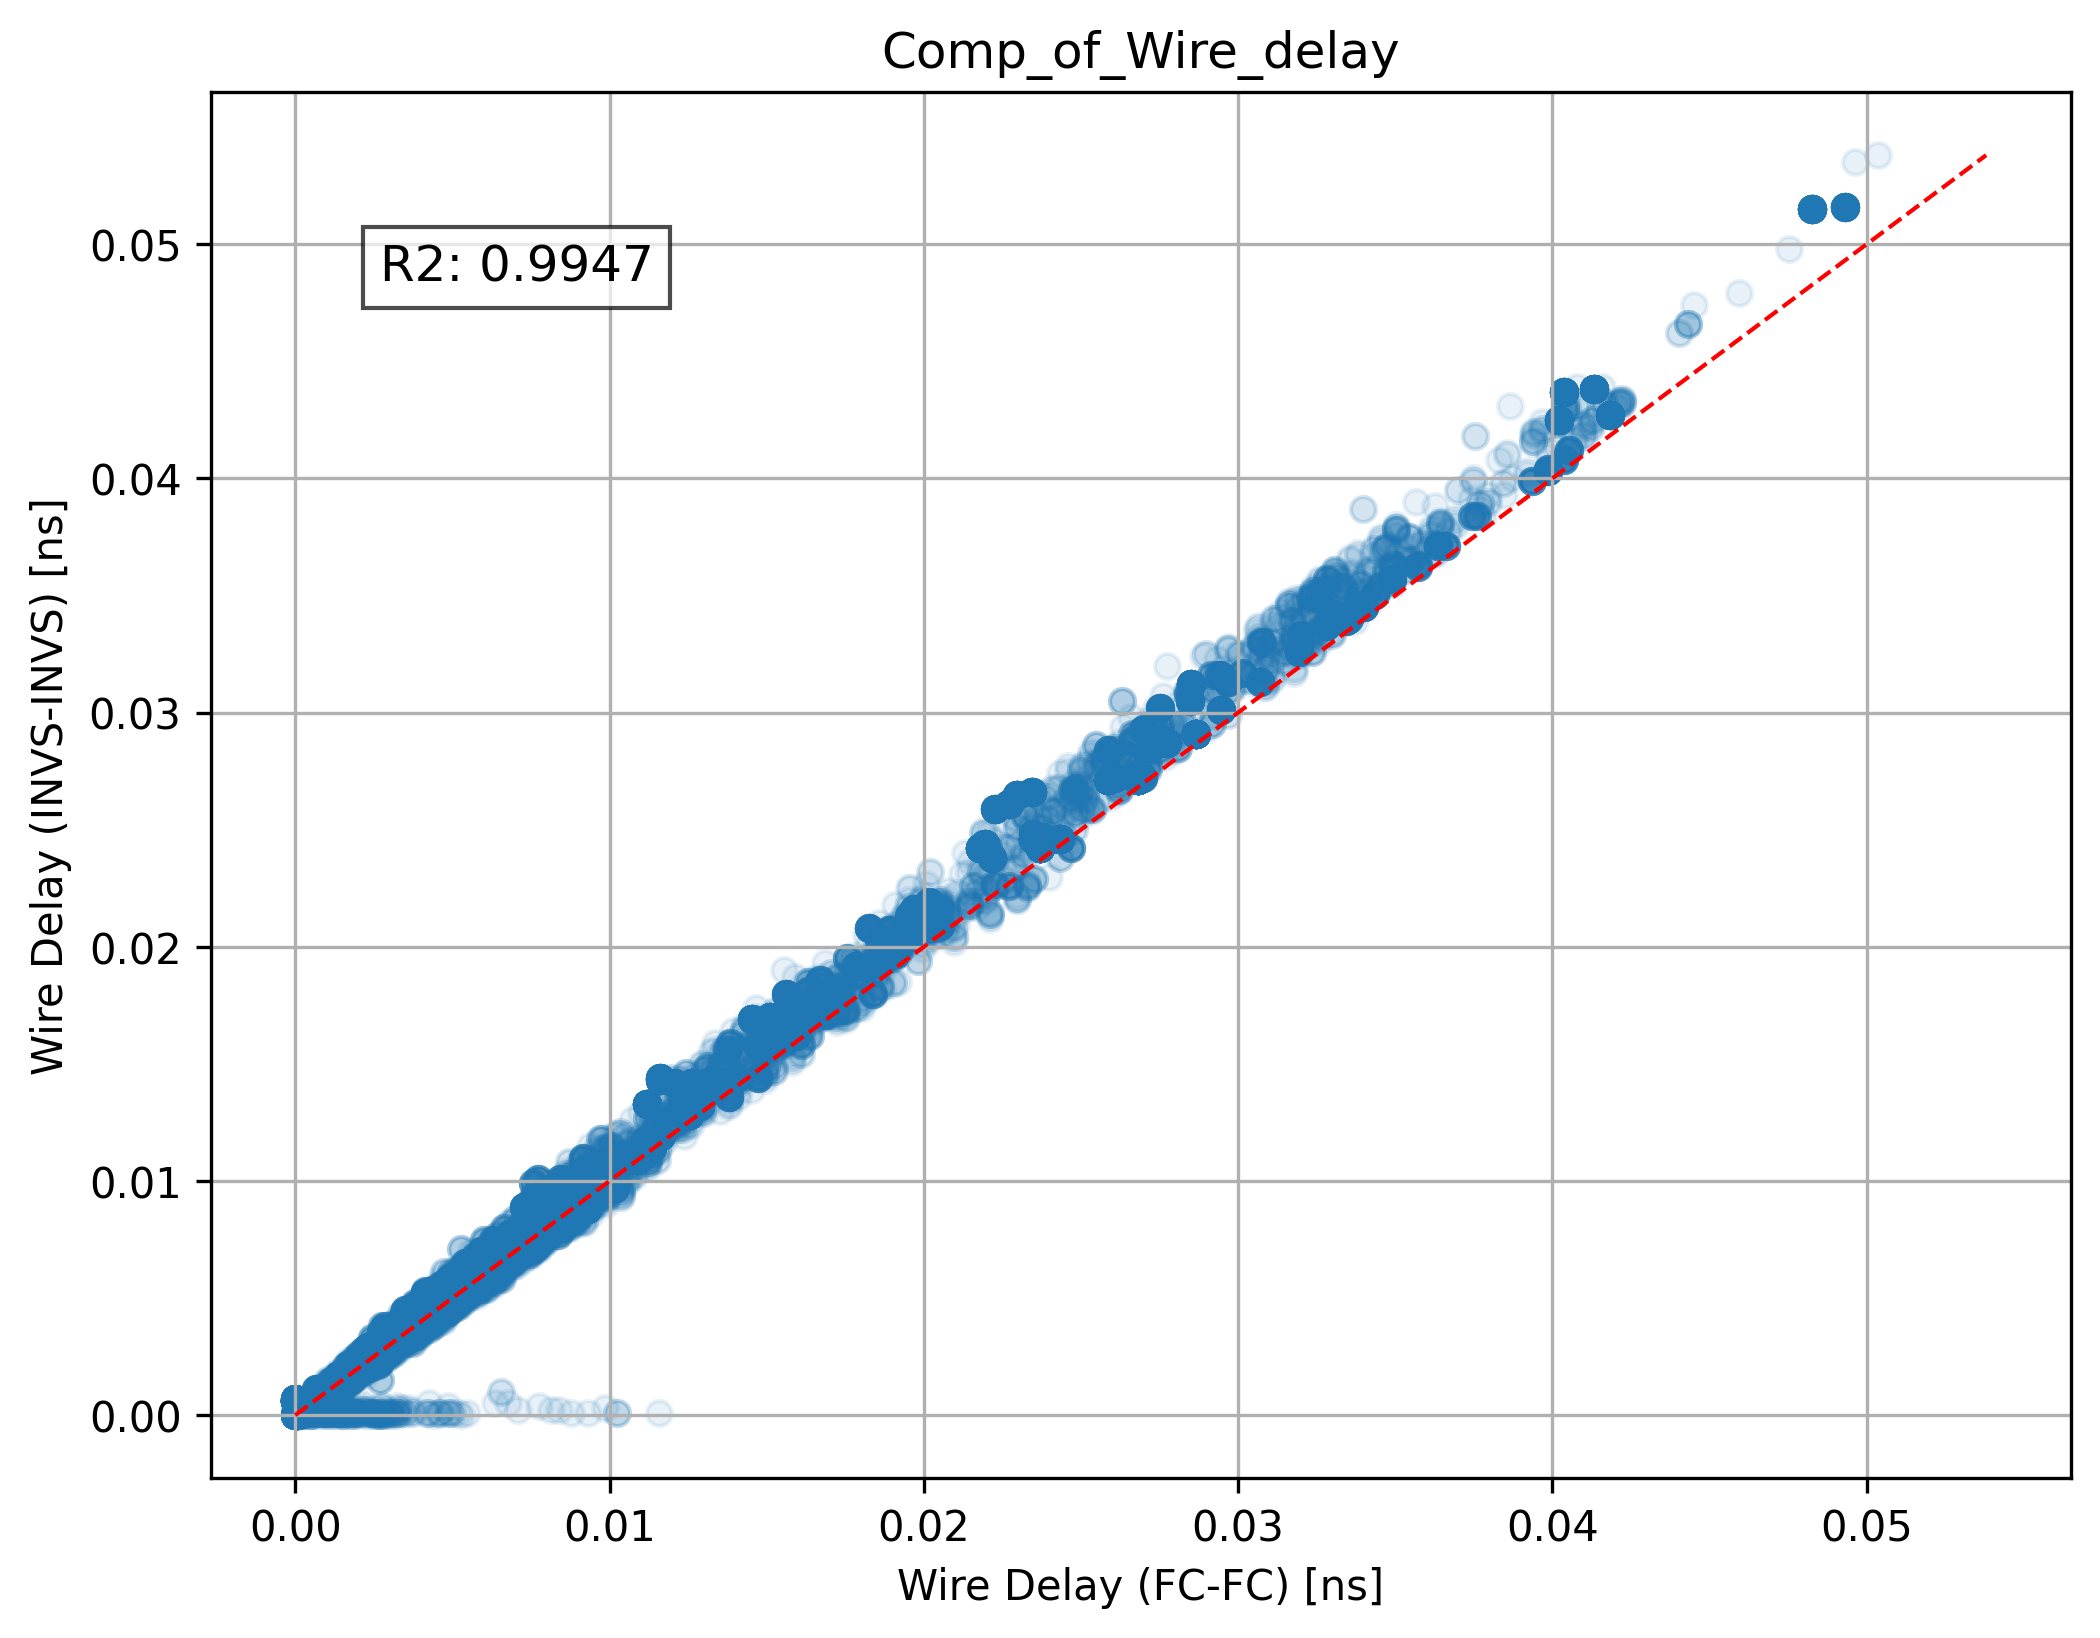 Comp_of_Wire_delay
R2: 0.9947
Wire Delay (INVS-INVS) [ns]
0.05
0.04
0.03
0.02
0.01
0.00
0.00 0.01 0.02 0.03 0.04 0.05
Wire Delay (FC-FC) [ns]